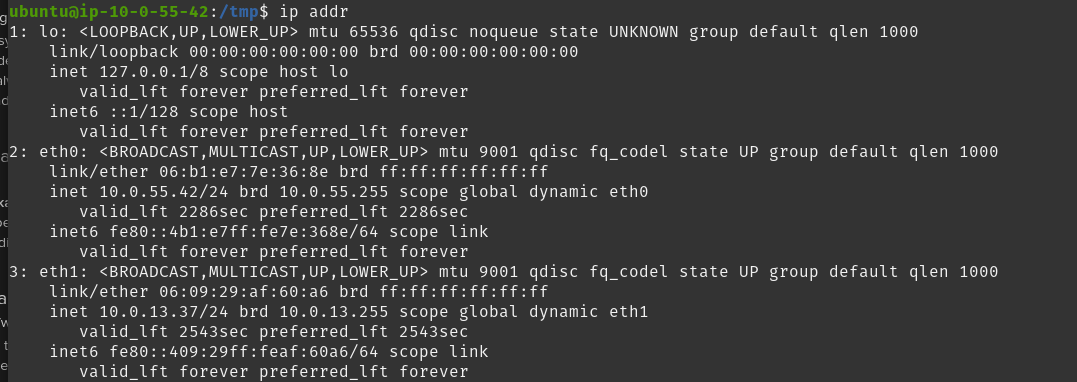 ubuntu@ip-10-0-55-42:/tmp$ ip addr
1: lo: <LOOPBACK,UP,LOWER_UP> mtu 65536 qdisc noqueue state UNKNOWN group default qlen 1000
    link/loopback 00:00:00:00:00:00 brd 00:00:00:00:00:00
    inet 127.0.0.1/8 scope host lo
       valid_lft forever preferred_lft forever
    inet6 ::1/128 scope host
       valid_lft forever preferred_lft forever
2: eth0: <BROADCAST,MULTICAST,UP,LOWER_UP> mtu 9001 qdisc fq_codel state UP group default qlen 1000
    link/ether 06:b1:e7:7e:36:8e brd ff:ff:ff:ff:ff:ff
    inet 10.0.55.42/24 brd 10.0.55.255 scope global dynamic eth0
       valid_lft 2286sec preferred_lft 2286sec
    inet6 fe80::4b1:e7ff:fe7e:368e/64 scope link
       valid_lft forever preferred_lft forever
3: eth1: <BROADCAST,MULTICAST,UP,LOWER_UP> mtu 9001 qdisc fq_codel state UP group default qlen 1000
    link/ether 06:09:29:af:60:a6 brd ff:ff:ff:ff:ff:ff
    inet 10.0.13.37/24 brd 10.0.13.255 scope global dynamic eth1
       valid_lft 2543sec preferred_lft 2543sec
    inet6 fe80::409:29ff:feaf:60a6/64 scope link
       valid_lft forever preferred_lft forever